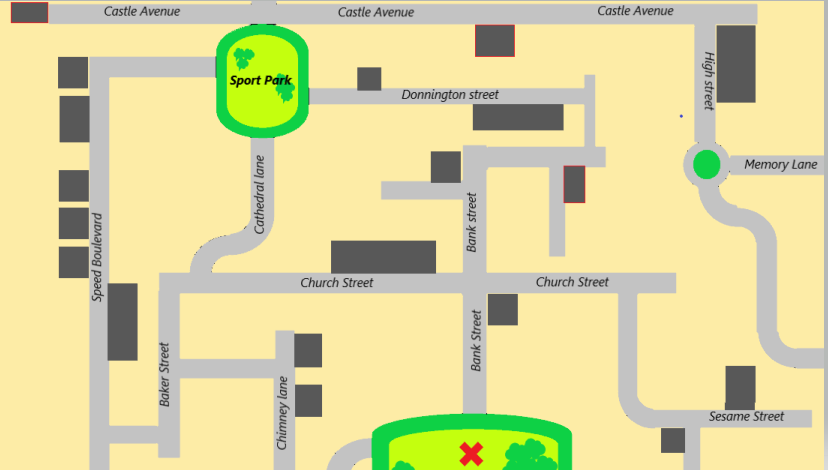 Castle Avenue
Castle Avenue
Castle Avenue
High street
Sport Park
Donnington street
Memory Lane
Cathedral lane
Bank street
Speed Boulevard
Church Street
Church Street
Bank Street
Baker Street
Chimney lane
Sesame Street